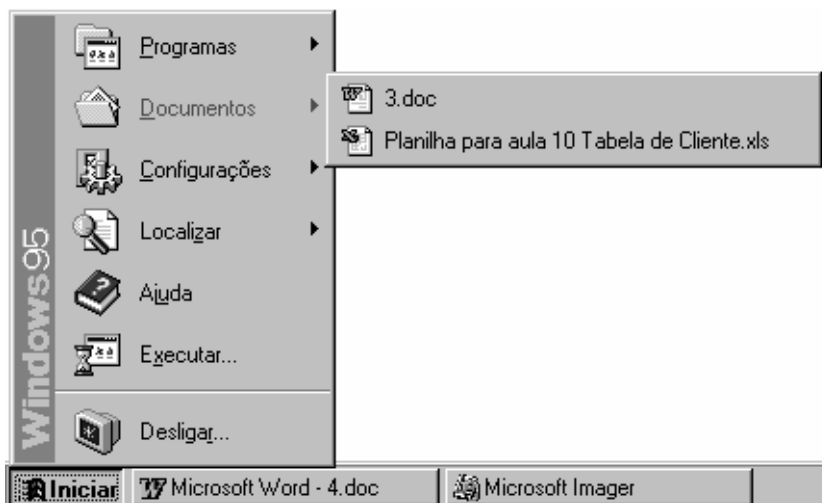 Programas
Documentos
3.doc
Planilha para aula 10 Tabela de Cliente.xls
Configurações
Localizar
Ajuda
Executar...
Desligar...
Windows95
Iniciar
Microsoft Word - 4.doc
Microsoft Imager